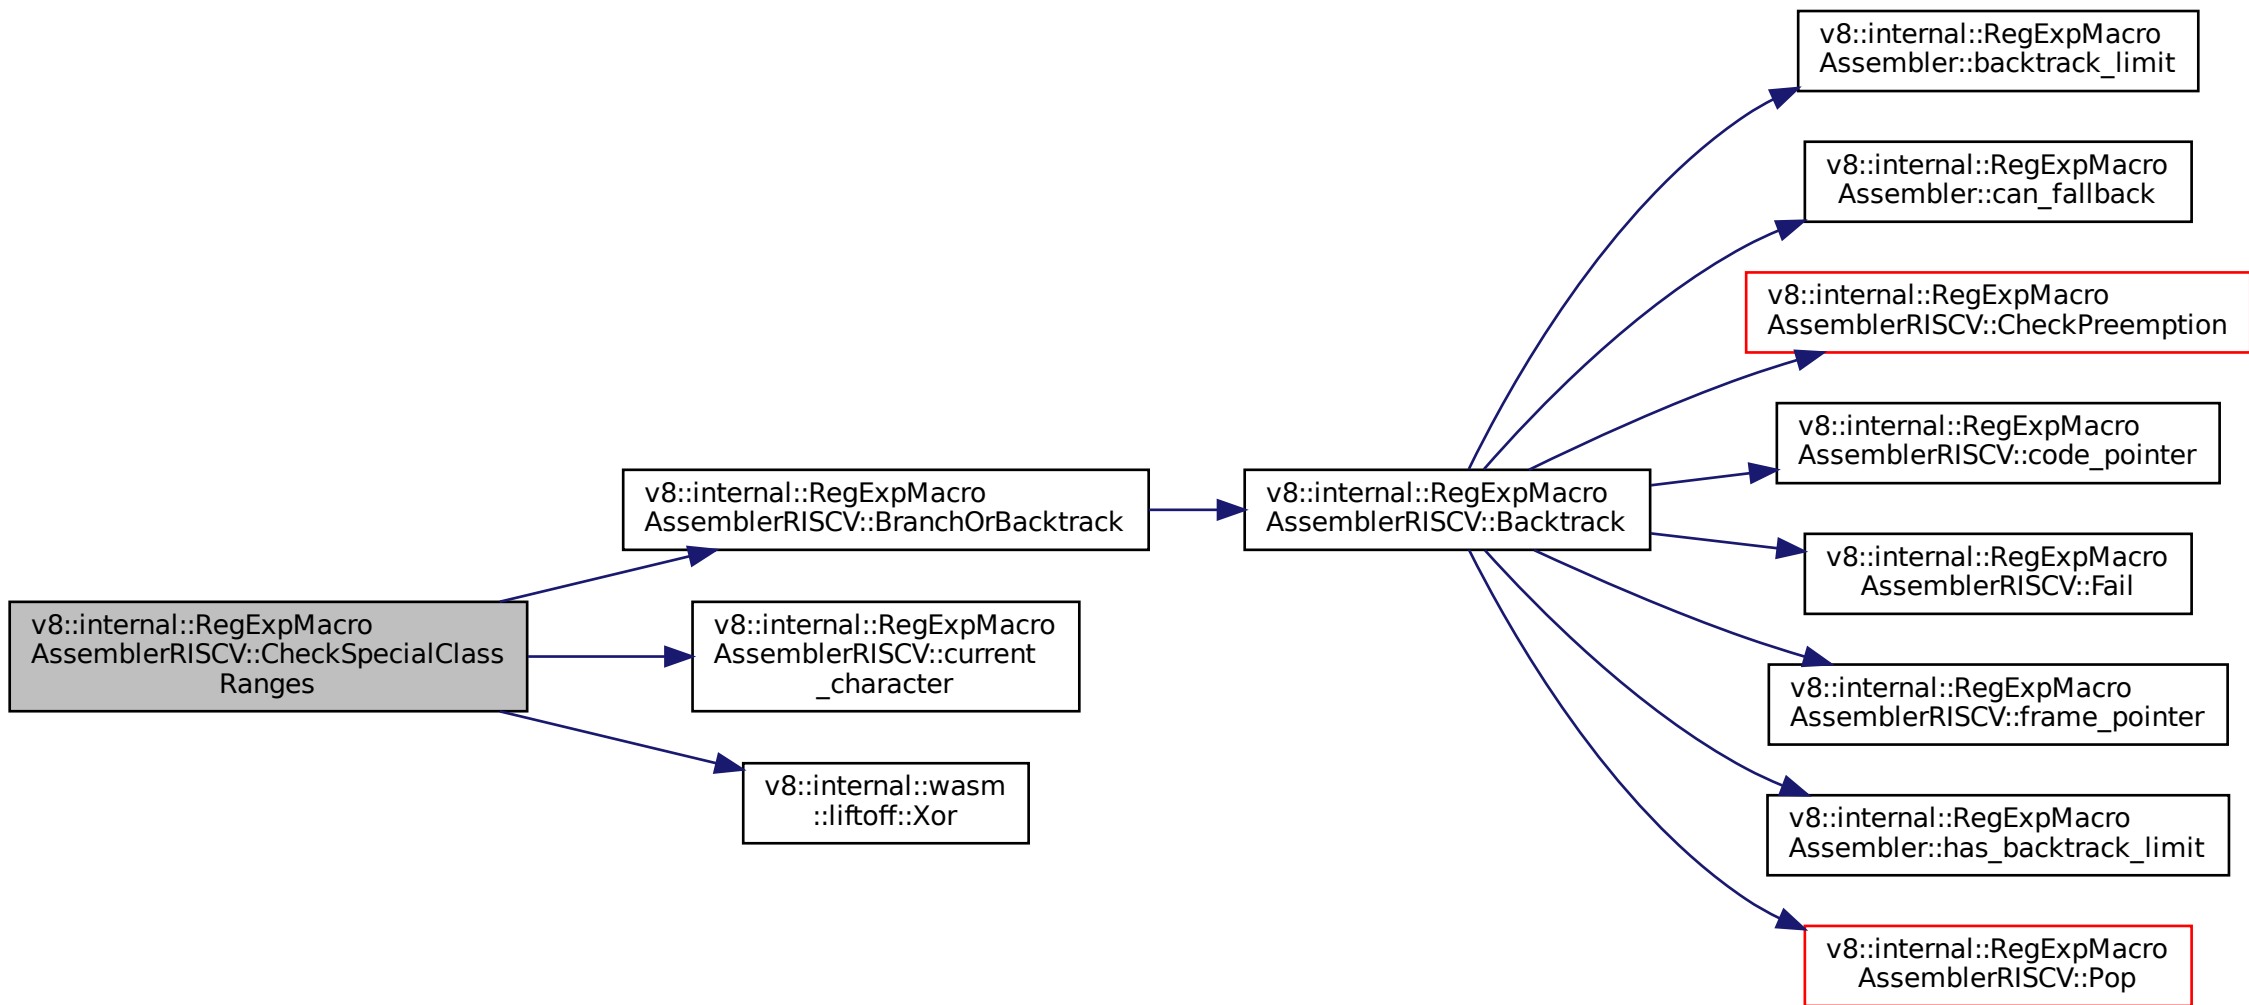 v8::internal::RegExpMacro
AssemblerRISCV::CheckSpecialClass
Ranges
v8::internal::RegExpMacro
AssemblerRISCV::BranchOrBacktrack
v8::internal::RegExpMacro
AssemblerRISCV::current
_character
v8::internal::wasm
::liftoff::Xor
v8::internal::RegExpMacro
AssemblerRISCV::Backtrack
v8::internal::RegExpMacro
Assembler::backtrack_limit
v8::internal::RegExpMacro
Assembler::can_fallback
v8::internal::RegExpMacro
AssemblerRISCV::CheckPreemption
v8::internal::RegExpMacro
AssemblerRISCV::code_pointer
v8::internal::RegExpMacro
AssemblerRISCV::Fail
v8::internal::RegExpMacro
AssemblerRISCV::frame_pointer
v8::internal::RegExpMacro
Assembler::has_backtrack_limit
v8::internal::RegExpMacro
AssemblerRISCV::Pop